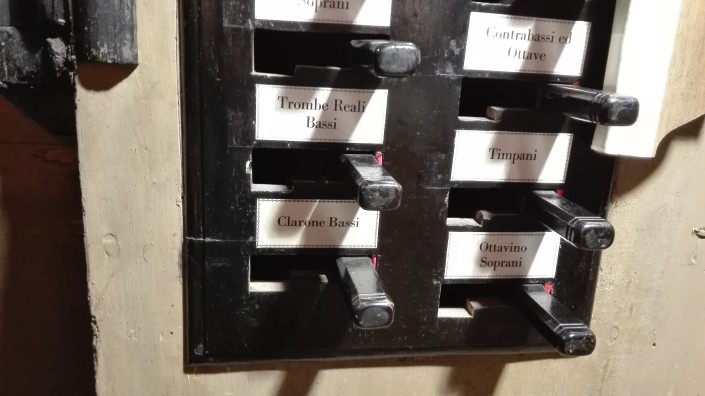 Soprani
Trombe Reali
Bassi
Clarone Bassi
Contrabassi ed
Ottave
Timpani
Ottavino
Soprani